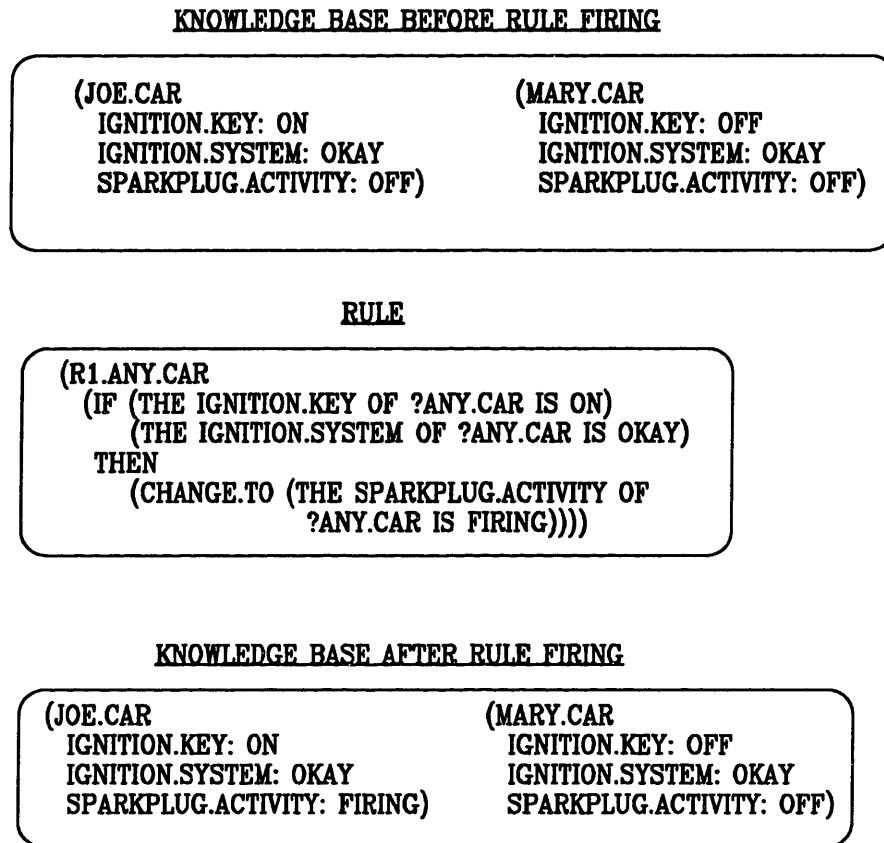 KNOWLEDGE BASE BEFORE RULE FIRING
(JOE.CAR
IGNITION.KEY: ON
IGNITION.SYSTEM: OKAY
SPARKPLUG.ACTIVITY: OFF)
(MARY.CAR
IGNITION.KEY: OFF
IGNITION.SYSTEM: OKAY
SPARKPLUG.ACTIVITY: OFF)
RULE
(R1.ANY.CAR
(IF (THE IGNITION.KEY OF ?ANY.CAR IS ON)
(THE IGNITION.SYSTEM OF ?ANY.CAR IS OKAY)
THEN
(CHANGE.TO (THE SPARKPLUG.ACTIVITY OF
?ANY.CAR IS FIRING))))
KNOWLEDGE BASE AFTER RULE FIRING
(JOE.CAR
IGNITION.KEY: ON
IGNITION.SYSTEM: OKAY
SPARKPLUG.ACTIVITY: FIRING)
(MARY.CAR
IGNITION.KEY: OFF
IGNITION.SYSTEM: OKAY
SPARKPLUG.ACTIVITY: OFF)